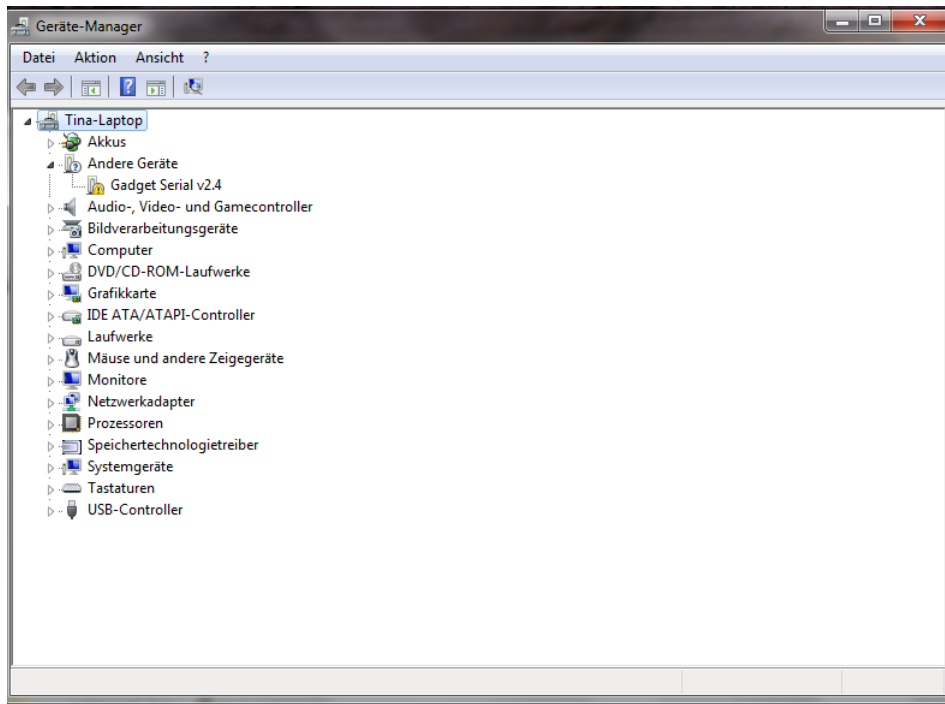 Geräte-Manager
Datei Aktion Ansicht ?
Tina-Laptop
Akkus
Andere Geräte
Gadget Serial v2.4
Audio-, Video- und Gamecontroller
Bildverarbeitungsgeräte
Computer
DVD/CD-ROM-Laufwerke
Grafikkarte
IDE ATA/ATAPI-Controller
Laufwerke
Mäuse und andere Zeigegeräte
Monitore
Netzwerkadapter
Prozessoren
Speichertechnologietreiber
Systemgeräte
Tastaturen
USB-Controller